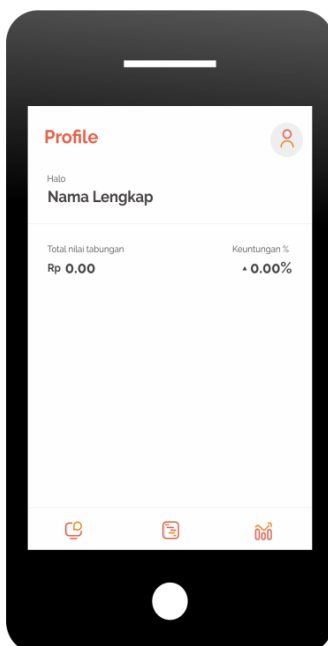 Profile
Halo
Nama Lengkap
Total nilai tabungan
Keuntungan %
Rp 0.00
▲ 0.00%